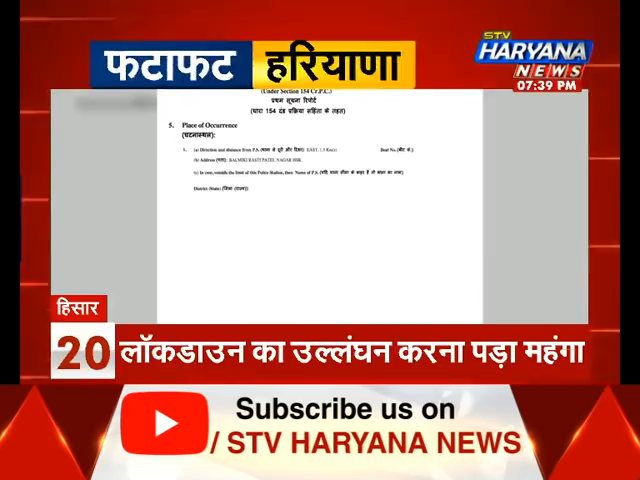 फटाफट हरियाणा
STV
HARYANA
NEWS
07:39 PM
(Under Section 154 Cr.P.C.)
प्रथम सूचना रिपोर्ट
(धारा 154 दंड प्रक्रिया संहिता के तहत)
5. Place of Occurrence
(घटनास्थल):
1. (a) Direction and distance from P.S. (थाना से दूरी और दिशा): EAST, 1.5 Km(s) Beat No. (बीट सं.)
(b) Address (पता): BALMIKI BASTI PATEL NAGAR HSR.
(c) In case, outside the limit of this Police Station, then Name of P.S. (यदि थाना सीमा के बाहर है तो थाना का नाम)
District (State) (जिला (राज्य))
हिसार
20 लॉकडाउन का उल्लंघन करना पड़ा महंगा
Subscribe us on
/ STV HARYANA NEWS